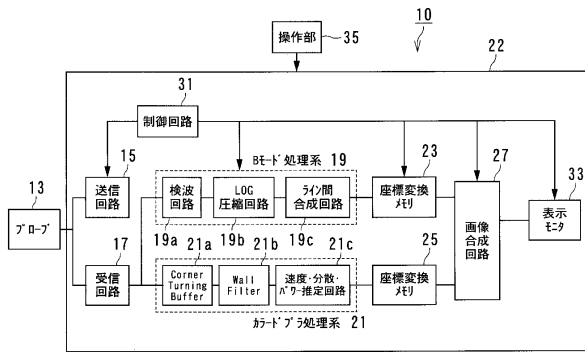 操作部
35
10
22
31
制御回路
15
送信
回路
Bモード処理系 19
検波
回路
19a
LOG
圧縮回路
19b
ライン間
合成回路
19c
23
座標変換
メモリ
27
画像
合成
回路
33
表示
モニタ
13
プローブ
17
受信
回路
21a
Corner
Turning
Buffer
21b
Wall
Filter
21c
速度・分散・
パワー推定回路
カラードプラ処理系 21
25
座標変換
メモリ